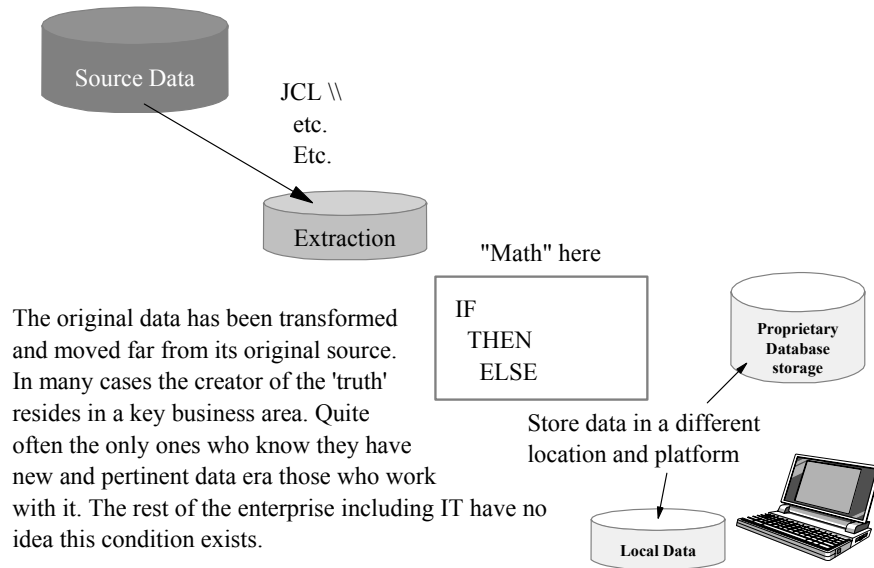 Source Data
JCL \\
etc.
Etc.
Extraction
"Math" here
IF
THEN
ELSE
Proprietary
Database
storage
The original data has been transformed
and moved far from its original source.
In many cases the creator of the 'truth'
resides in a key business area. Quite
often the only ones who know they have
new and pertinent data era those who work
with it. The rest of the enterprise including IT have no
idea this condition exists.
Store data in a different
location and platform
Local Data